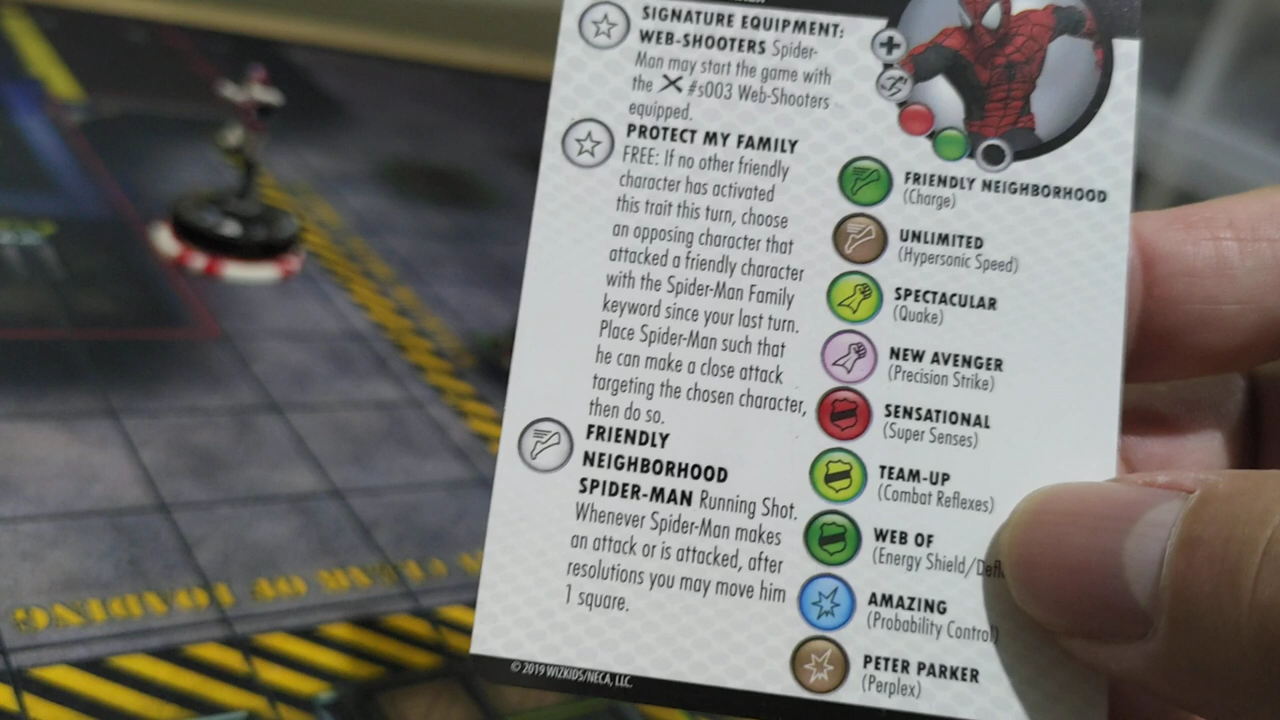 SIGNATURE EQUIPMENT:
WEB-SHOOTERS Spider-
Man may start the game with
the #s003 Web-Shooters
equipped.
PROTECT MY FAMILY
FREE: If no other friendly
character has activated
this trait this turn, choose
an opposing character that
attacked a friendly character
with the Spider-Man Family
keyword since your last turn.
Place Spider-Man such that
he can make a close attack
targeting the chosen character,
then do so.
FRIENDLY
NEIGHBORHOOD
SPIDER-MAN Running Shot.
Whenever Spider-Man makes
an attack or is attacked, after
resolutions you may move him
1 square.
© 2019 WIZKIDS/NECA, LLC.
FRIENDLY NEIGHBORHOOD
(Charge)
UNLIMITED
(Hypersonic Speed)
SPECTACULAR
(Quake)
NEW AVENGER
(Precision Strike)
SENSATIONAL
(Super Senses)
TEAM-UP
(Combat Reflexes)
WEB OF
(Energy Shield/Defl
AMAZING
(Probability Control)
PETER PARKER
(Perplex)
CLEAR OF LOADING